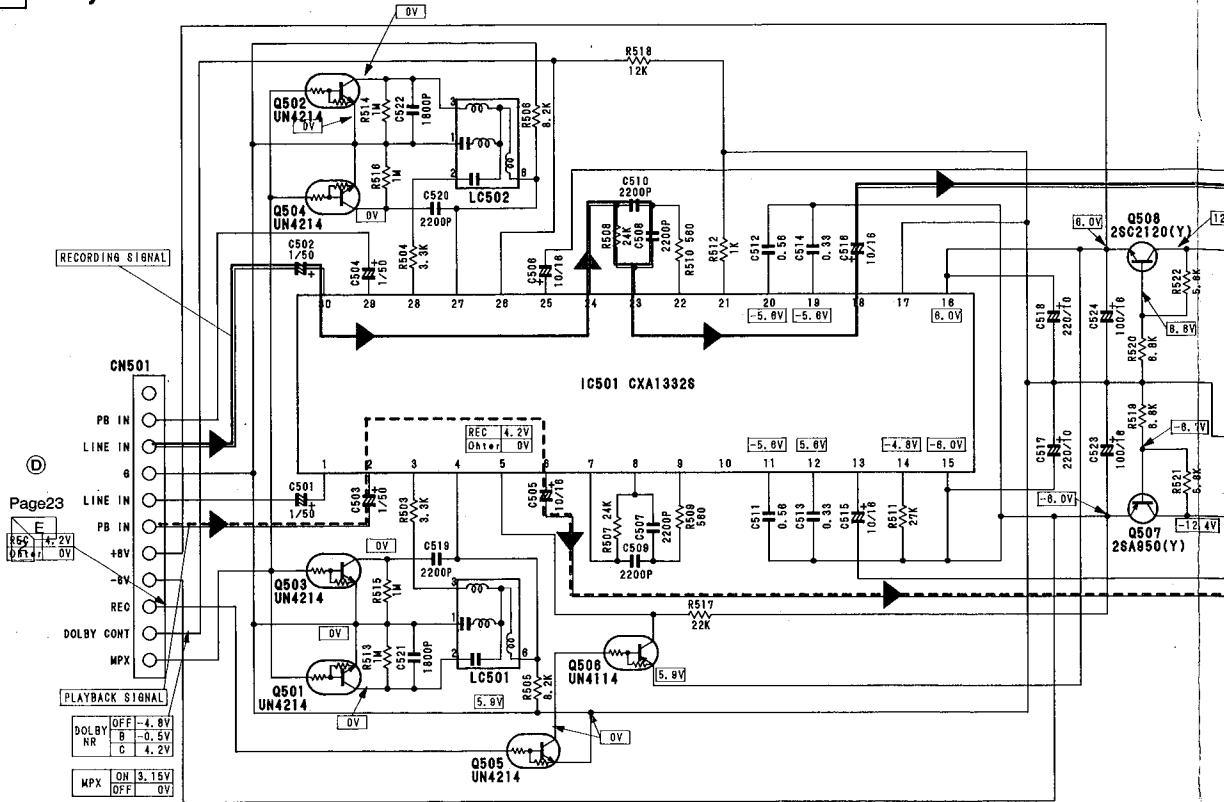 0V
R518
12K
Q502
UN4214
0V
R514
1M
C522
1800P
3
1
2
6
LC502
R506
8.2K
R516
1M
Q504
UN4214
0V
C520
2200P
C510
2200P
R508
24K
C508
2200P
R510 560
R512
1K
C512
0.56
C514
0.33
C516
10/16
6.0V
Q508
2SC2120(Y)
12
R522
RECORDING SIGNAL
C502
1/50
C504
1/50
R504
3.3K
C506
10/16
30 29 28 27 26 25 24 23 22 21 20 19 18 17 16
-5.6V
-5.6V
6.0V
C518
220/10
C524
100/16
R520
6.8K
IC501 CXA1332S
CN501
PB IN
LINE IN
G
LINE IN
PB IN
+8V
-6V
REC
DOLBY CONT
MPX
D
Page23
E
4.2V
Ohter 0V
REC 4.2V
Ohter 0V
-5.6V
5.6V
-4.8V
-6.0V
R519
6.8K
C517
220/10
C523
100/16
R521
1 2 3 4 5 6 7 8 9 11 12 13 14 15
C501
1/50
C503
1/50
R503
3.3K
C505
10/16
R507
24K
C507
2200P
C509
2200P
R509
560
C511
0.56
C513
0.33
C515
10/16
R511
27K
-6.0V
Q507
2SA950(Y)
-12.4V
0V
C519
2200P
Q503
UN4214
R515
1M
3
1
2
6
LC501
0V
R513
1M
C521
1800P
Q501
UN4214
0V
5.9V
R505
8.2K
R517
22K
Q506
UN4114
5.9V
0V
Q505
UN4214
PLAYBACK SIGNAL
DOLBY NR
OFF -4.8V
B -0.5V
C 4.2V
MPX
ON 3.15V
OFF 0V